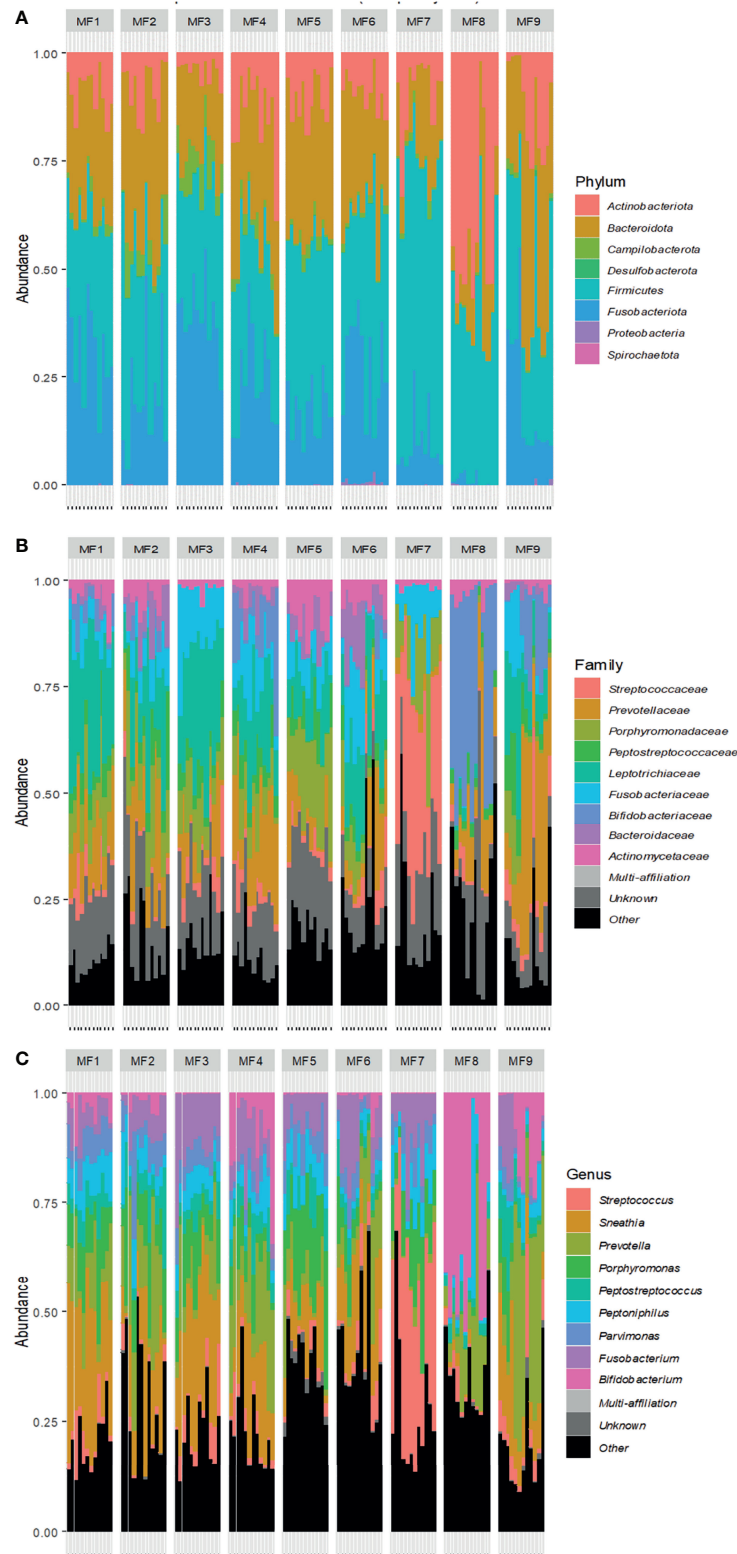 A
MF1 MF2 MF3 MF4 MF5 MF6 MF7 MF8 MF9
1.00
0.75
0.50
0.25
0.00
Abundance
Phylum
Actinobacteriota
Bacteroidota
Campilobacterota
Desulfobacterota
Firmicutes
Fusobacteriota
Proteobacteria
Spirochaetota
B
MF1 MF2 MF3 MF4 MF5 MF6 MF7 MF8 MF9
1.00
0.75
0.50
0.25
0.00
Abundance
Family
Streptococcaceae
Prevotellaceae
Porphyromonadaceae
Peptostreptococcaceae
Leptotrichiaceae
Fusobacteriaceae
Bifidobacteriaceae
Bacteroidaceae
Actinomycetaceae
Multi-affiliation
Unknown
Other
C
MF1 MF2 MF3 MF4 MF5 MF6 MF7 MF8 MF9
1.00
0.75
0.50
0.25
0.00
Abundance
Genus
Streptococcus
Sneathia
Prevotella
Porphyromonas
Peptostreptococcus
Peptoniphilus
Parvimonas
Fusobacterium
Bifidobacterium
Multi-affiliation
Unknown
Other